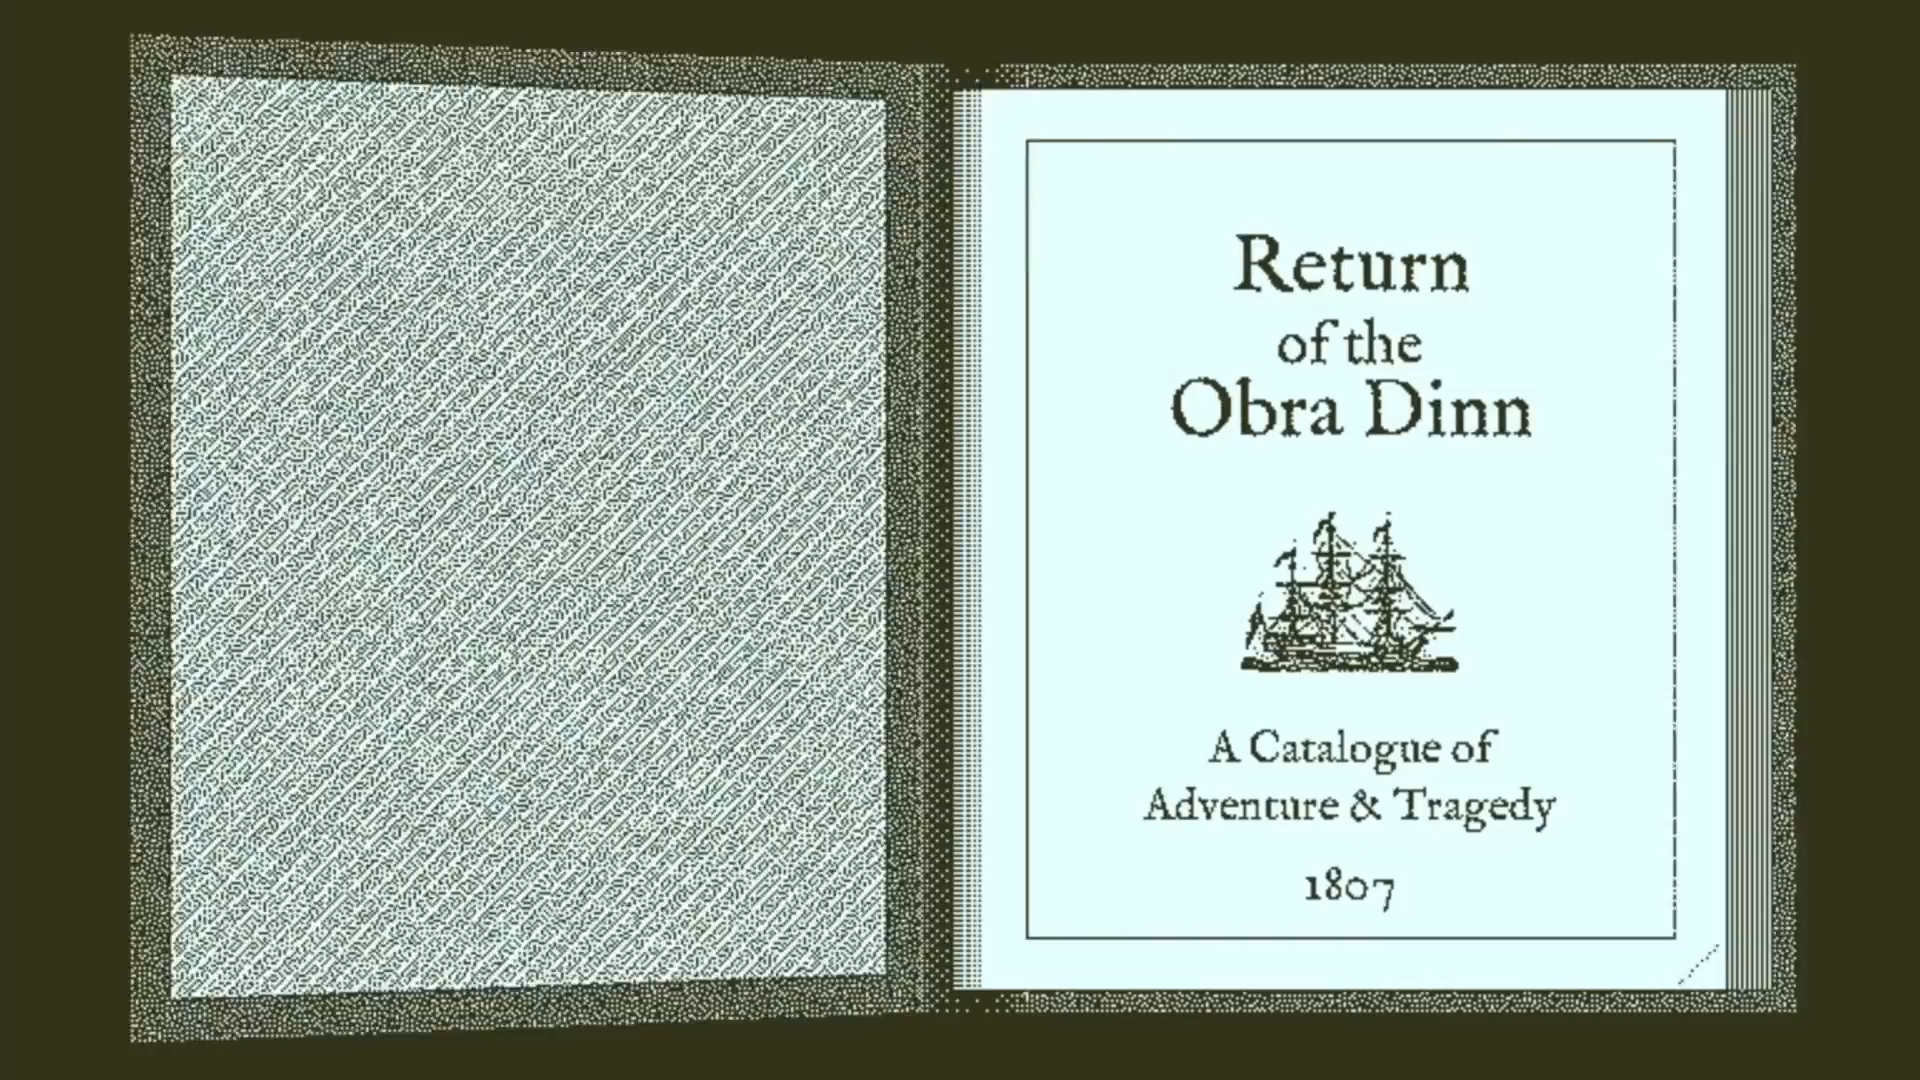 Return
of the
Obra Dinn
A Catalogue of
Adventure & Tragedy
1807